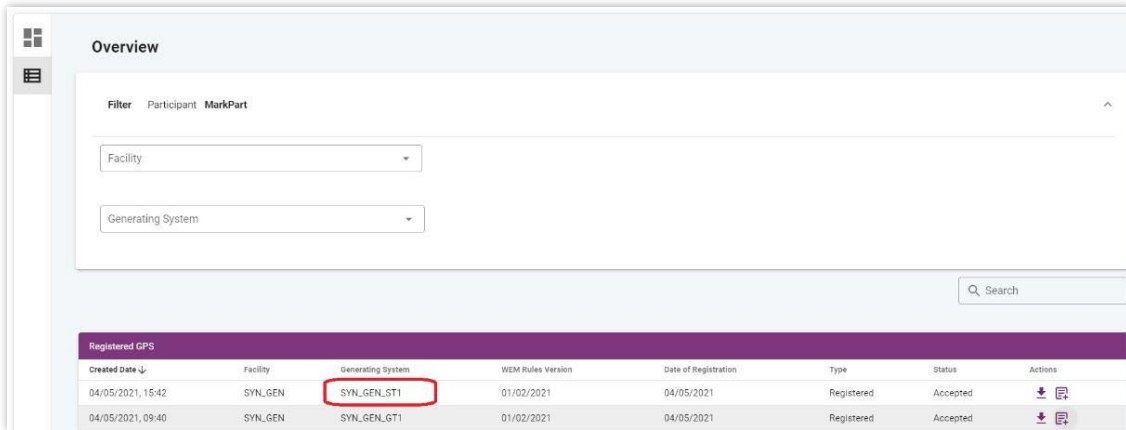 Overview
Filter Participant MarkPart
Facility
Generating System
Search
Registered GPS
Created Date Facility Generating System WEM Rules Version Date of Registration Type Status Actions
04/05/2021, 15:42 SYN_GEN SYN_GEN_ST1 01/02/2021 04/05/2021 Registered Accepted
04/05/2021, 09:40 SYN_GEN SYN_GEN_GT1 01/02/2021 04/05/2021 Registered Accepted